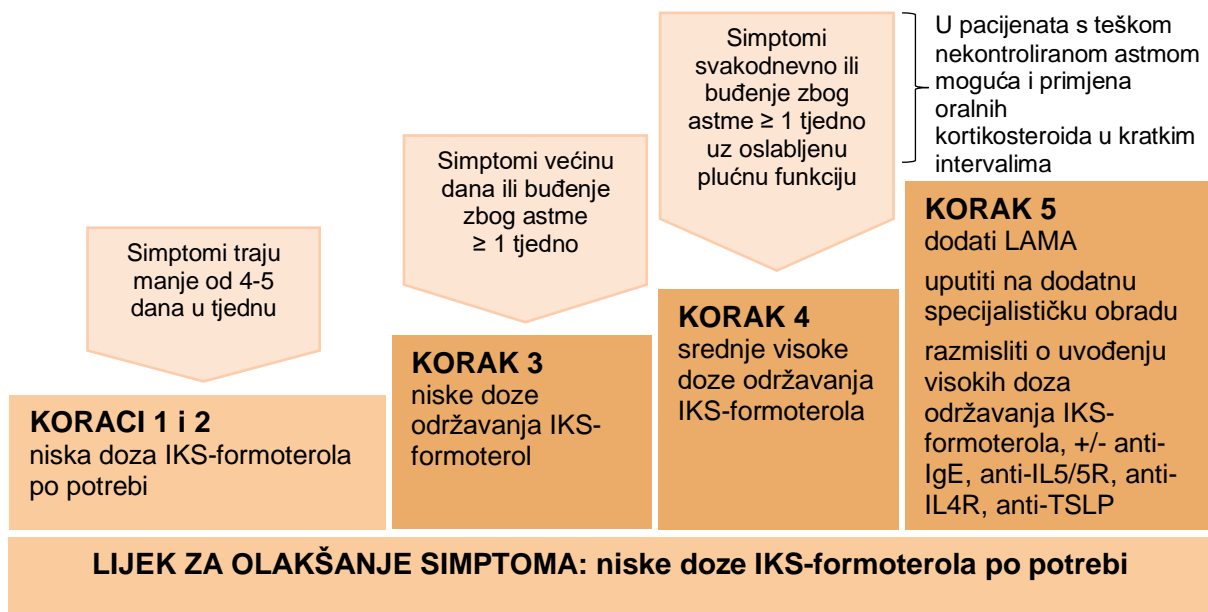 Simptomi traju
manje od 4-5
dana u tjednu
KORACI 1 i 2
niska doza IKS-formoterola
po potrebi
Simptomi većinu
dana ili buđenje
zbog astme
≥ 1 tjedno
KORAK 3
niske doze
održavanja IKS-
formoterol
Simptomi
svakodnevno ili
buđenje zbog
astme ≥ 1 tjedno
uz oslabljenu
plućnu funkciju
KORAK 4
srednje visoke
doze održavanja
IKS-formoterola
U pacijenata s teškom
nekontroliranom astmom
moguća i primjena
oralnih
kortikosteroida u kratkim
intervalima
KORAK 5
dodati LAMA
uputiti na dodatnu
specijalističku obradu
razmisliti o uvođenju
visokih doza
održavanja IKS-
formoterola, +/- anti-
IgE, anti-IL5/5R, anti-
IL4R, anti-TSLP
LIJEK ZA OLAKŠANJE SIMPTOMA: niske doze IKS-formoterola po potrebi